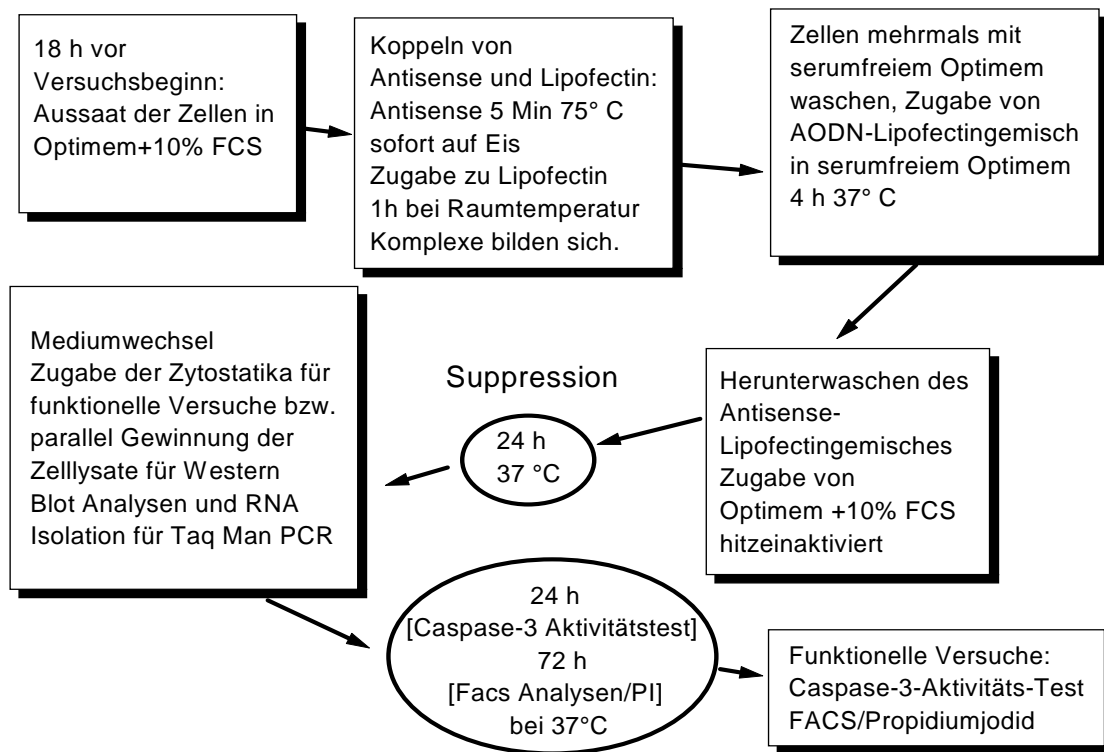 18 h vor
Versuchsbeginn:
Aussaat der Zellen in
Optimem+10% FCS
Koppeln von
Antisense und Lipofectin:
Antisense 5 Min 75° C
sofort auf Eis
Zugabe zu Lipofectin
1h bei Raumtemperatur
Komplexe bilden sich.
Zellen mehrmals mit
serumfreiem Optimem
waschen, Zugabe von
AODN-Lipofectingemisch
in serumfreiem Optimem
4 h 37° C
Herunterwaschen des
Antisense-
Lipofectingemisches
Zugabe von
Optimem +10% FCS
hitzeinaktiviert
Suppression
24 h
37 °C
Mediumwechsel
Zugabe der Zytostatika für
funktionelle Versuche bzw.
parallel Gewinnung der
Zelllysate für Western
Blot Analysen und RNA
Isolation für Taq Man PCR
24 h
[Caspase-3 Aktivitätstest]
72 h
[Facs Analysen/PI]
bei 37°C
Funktionelle Versuche:
Caspase-3-Aktivitäts-Test
FACS/Propidiumjodid